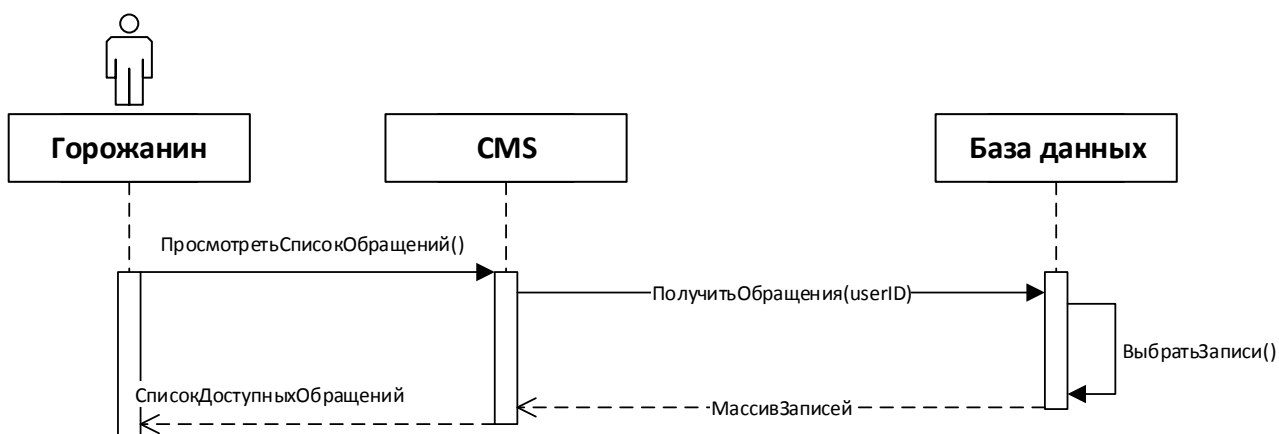 Горожанин
CMS
База данных
ПросмотретьСписокОбращений()
ПолучитьОбращения(userID)
ВыбратьЗаписи()
СписокДоступныхОбращений
МассивЗаписей